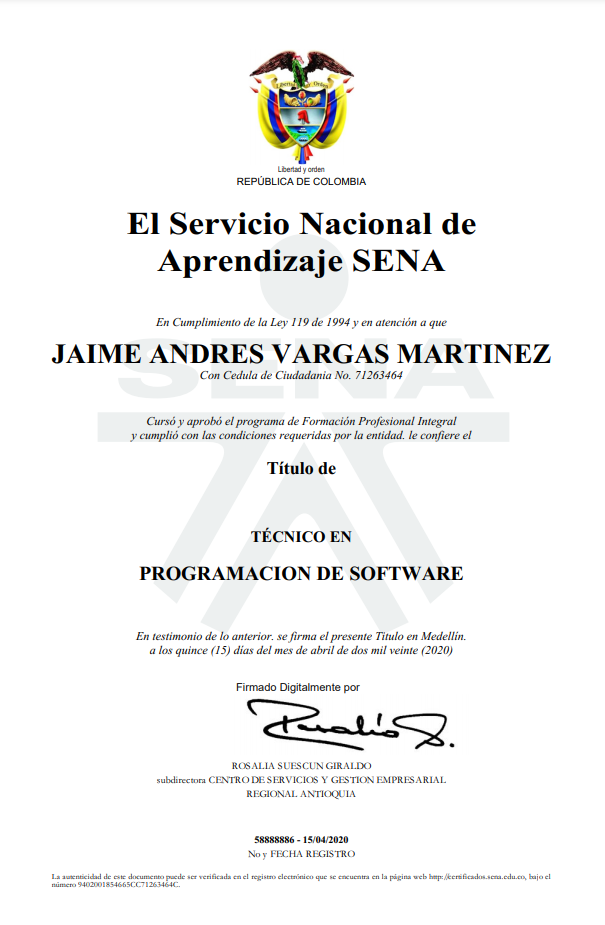 Libertad y Orden
Libertad y orden
REPÚBLICA DE COLOMBIA
El Servicio Nacional de
Aprendizaje SENA
En Cumplimiento de la Ley 119 de 1994 y en atención a que
JAIME ANDRES VARGAS MARTINEZ
Con Cedula de Ciudadania No. 71263464
SENA
Cursó y aprobó el programa de Formación Profesional Integral
y cumplió con las condiciones requeridas por la entidad. le confiere el
Título de
TÉCNICO EN
PROGRAMACION DE SOFTWARE
En testimonio de lo anterior. se firma el presente Titulo en Medellín.
a los quince (15) días del mes de abril de dos mil veinte (2020)
Firmado Digitalmente por
Rosalía S.
ROSALIA SUESCUN GIRALDO
subdirectora CENTRO DE SERVICIOS Y GESTION EMPRESARIAL
REGIONAL ANTIOQUIA
58888886 - 15/04/2020
No y FECHA REGISTRO
La autenticidad de este documento puede ser verificada en el registro electrónico que se encuentra en la página web http://certificados.sena.edu.co, bajo el
número 9402001854665CC71263464C.